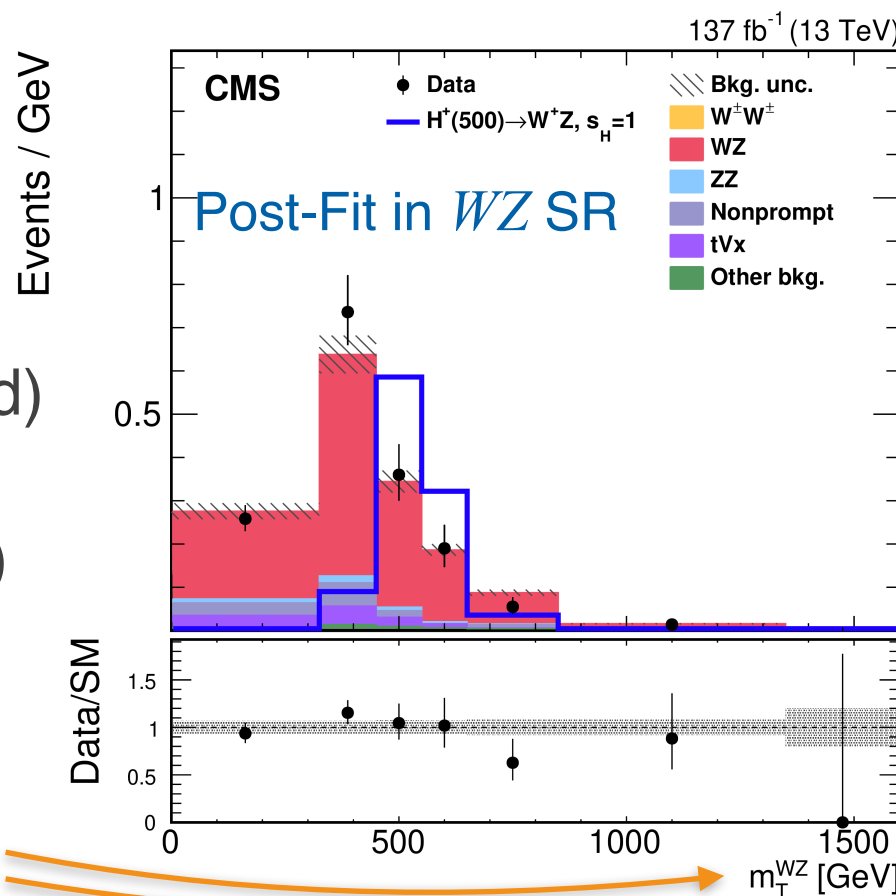 137 fb⁻¹ (13 TeV)
Events / GeV
CMS
Data
H⁺(500)→W⁺Z, s_H=1
Bkg. unc.
W±W±
WZ
ZZ
Nonprompt
tVx
Other bkg.
Post-Fit in WZ SR
1
0.5
d)
)
Data/SM
1.5
1
0.5
0
0
500
1000
1500
m_T^WZ [GeV]